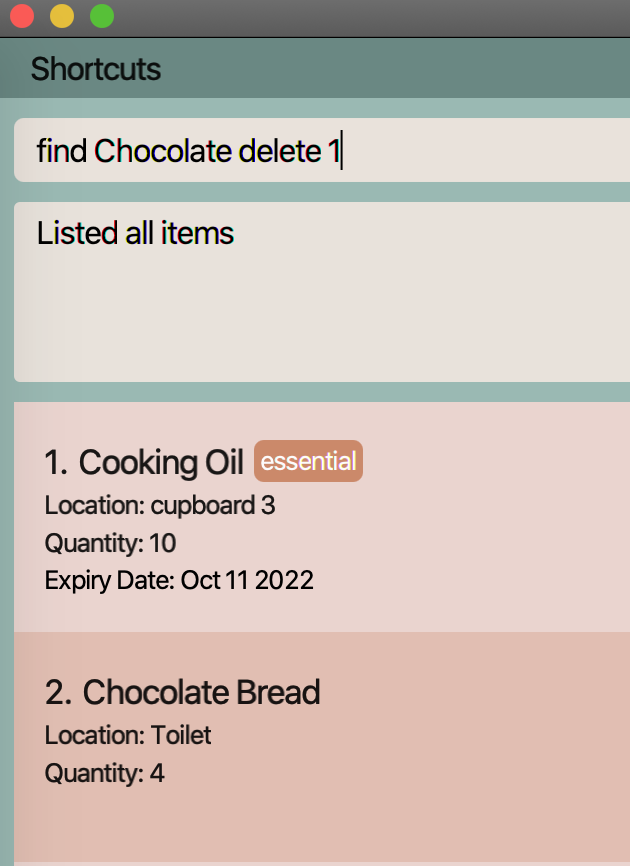 Shortcuts
find Chocolate delete 1
Listed all items
1. Cooking Oil essential
Location: cupboard 3
Quantity: 10
Expiry Date: Oct 11 2022
2. Chocolate Bread
Location: Toilet
Quantity: 4